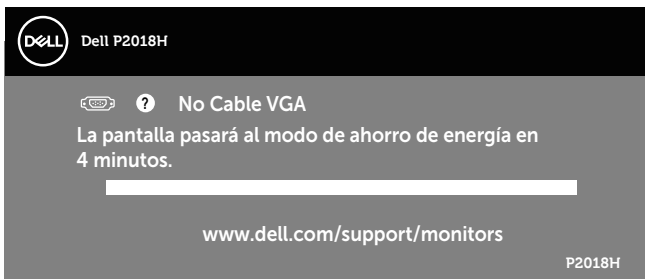 DELL Dell P2018H
? No Cable VGA
La pantalla pasará al modo de ahorro de energía en
4 minutos.
www.dell.com/support/monitors
P2018H